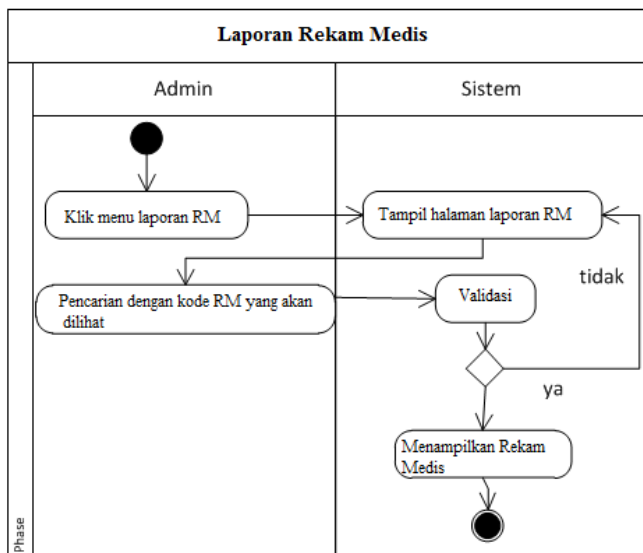 Laporan Rekam Medis
Admin
Sistem
Klik menu laporan RM
Tampil halaman laporan RM
Pencarian dengan kode RM yang akan
dilihat
Validasi
tidak
ya
Menampilkan Rekam
Medis
Phase